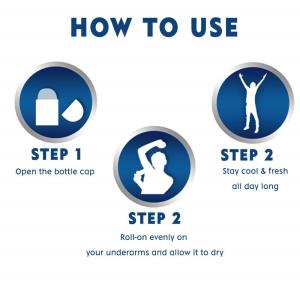 HOW TO USE
STEP 1
Open the bottle cap
STEP 2
Roll-on evenly on
your underarms and allow it to dry
STEP 2
Stay cool & fresh
all day long